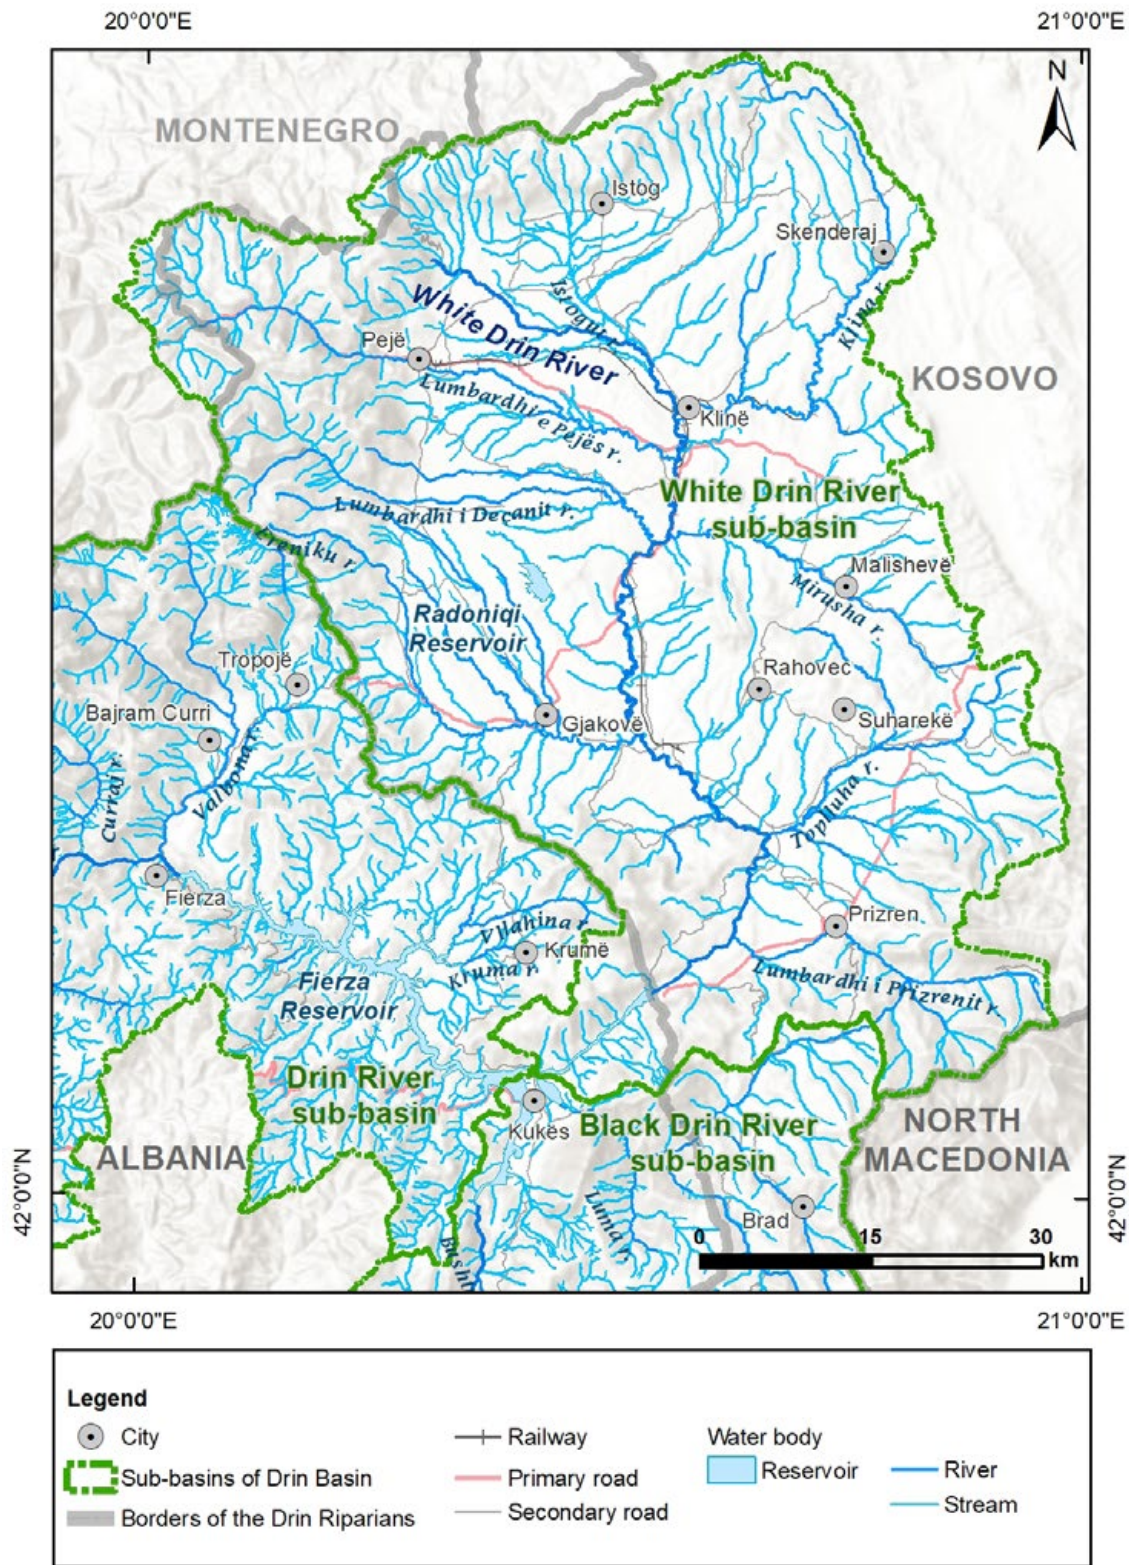 20°0'0"E
21°0'0"E
N
MONTENEGRO
Istog
Skenderaj
Istogut r.
Klina r.
White Drin River
Pejë
KOSOVO
Lumbardhi e Pejës r.
Klinë
White Drin River
sub-basin
Lumbardhi i Deçanit r.
Ereniku r.
Malishevë
Mirusha r.
Radoniqi
Reservoir
Tropojë
Rahovec
Bajram Curri
Gjakovë
Suharekë
Curraj r.
Valbona r.
Topluha r.
Fierza
Vllahina r.
Prizren
Krumë
Kruma r.
Lumbardhi i Prizrenit r.
Fierza
Reservoir
Drin River
sub-basin
Kukës
Black Drin River
sub-basin
NORTH
MACEDONIA
ALBANIA
42°0'0"N
42°0'0"N
Luma r.
Brad
Busht
0 15 30
km
20°0'0"E
21°0'0"E
Legend
City
Railway
Water body
Sub-basins of Drin Basin
Primary road
Reservoir
River
Borders of the Drin Riparians
Secondary road
Stream